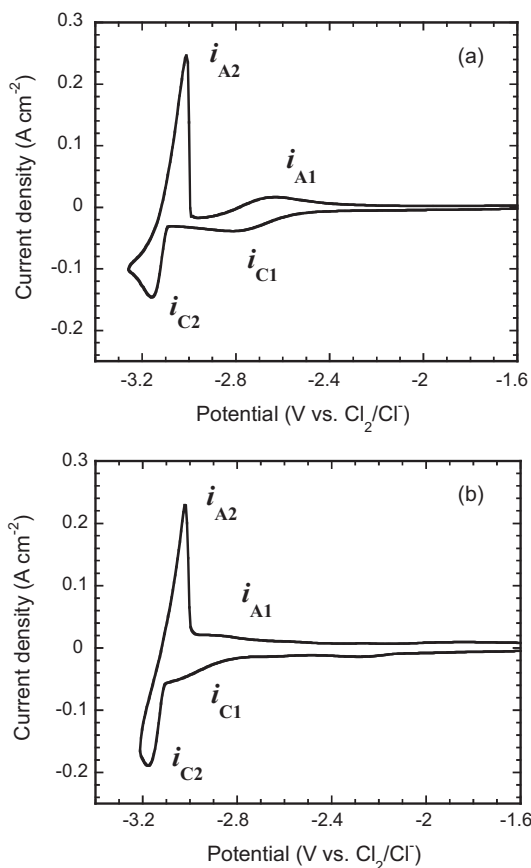 (a)
0.3
0.2
0.1
0
-0.1
-0.2
Current density (A cm⁻²)
i_A2
i_A1
i_C1
i_C2
-3.2 -2.8 -2.4 -2 -1.6
Potential (V vs. Cl₂/Cl⁻)
(b)
0.3
0.2
0.1
0
-0.1
-0.2
Current density (A cm⁻²)
i_A2
i_A1
i_C1
i_C2
-3.2 -2.8 -2.4 -2 -1.6
Potential (V vs. Cl₂/Cl⁻)